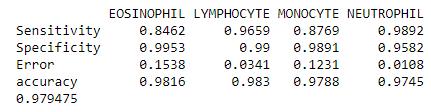 EOSINOPHIL LYMPHOCYTE MONOCYTE NEUTROPHIL
Sensitivity 0.8462 0.9659 0.8769 0.9892
Specificity 0.9953 0.99 0.9891 0.9582
Error 0.1538 0.0341 0.1231 0.0108
accuracy 0.9816 0.983 0.9788 0.9745
0.979475